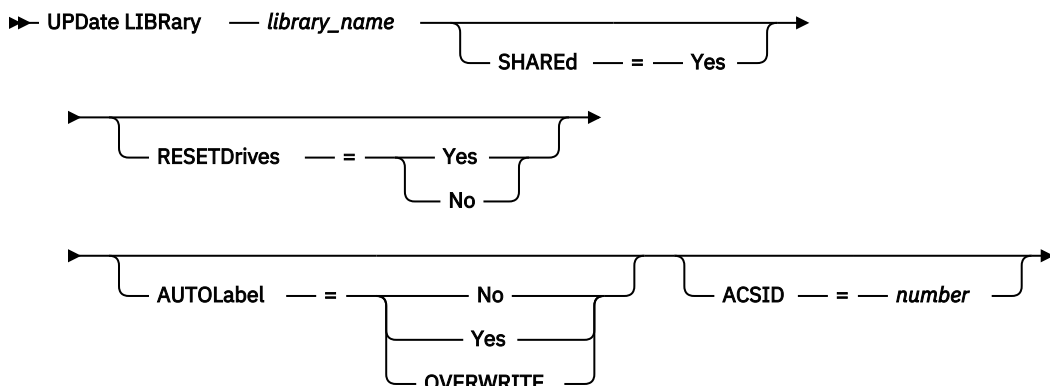 UPDate LIBRary library_name
SHAREd = Yes
RESETDrives = Yes
No
AUTOLabel = No
Yes
OVERWRITE
ACSID = number